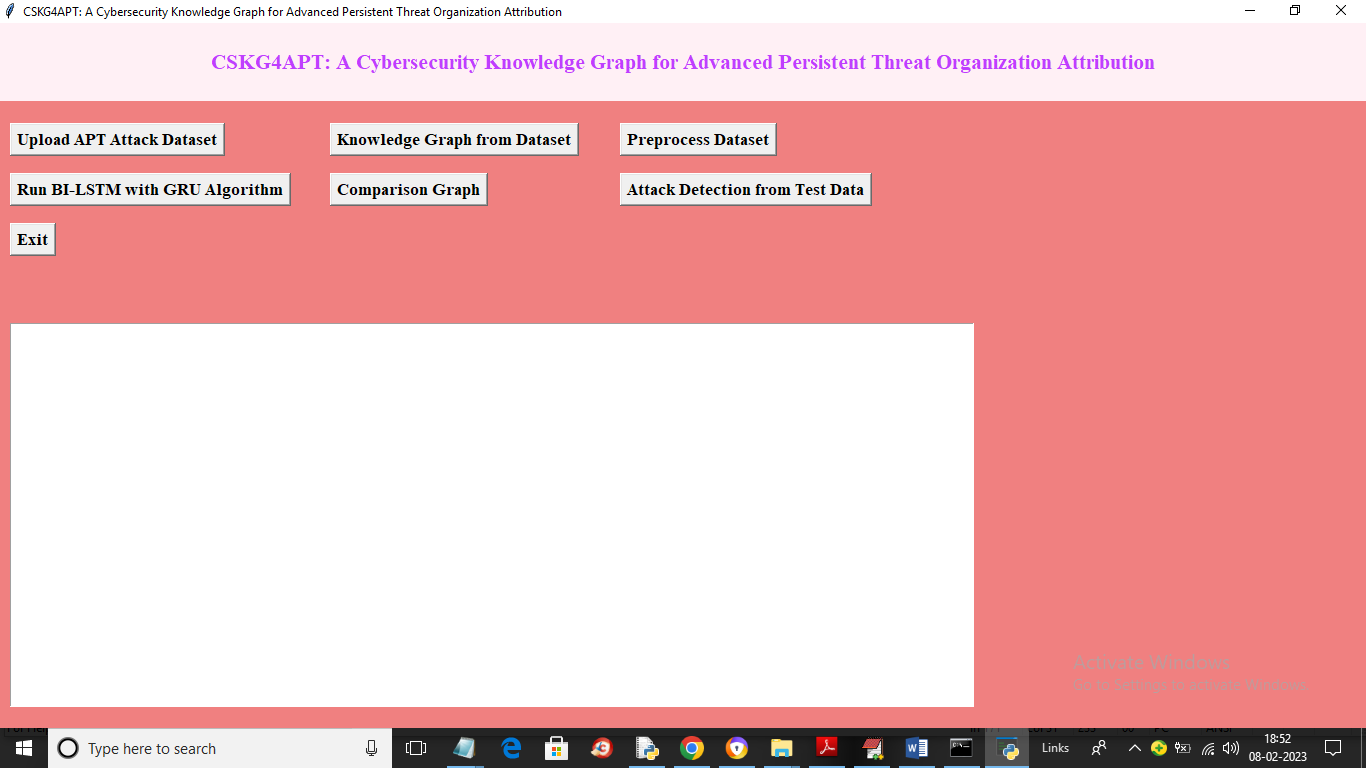 CSKG4APT: A Cybersecurity Knowledge Graph for Advanced Persistent Threat Organization Attribution
CSKG4APT: A Cybersecurity Knowledge Graph for Advanced Persistent Threat Organization Attribution
Upload APT Attack Dataset
Knowledge Graph from Dataset
Preprocess Dataset
Run BI-LSTM with GRU Algorithm
Comparison Graph
Attack Detection from Test Data
Exit
Activate Windows
Go to Settings to activate Windows.
Type here to search
Links
18:52
08-02-2023